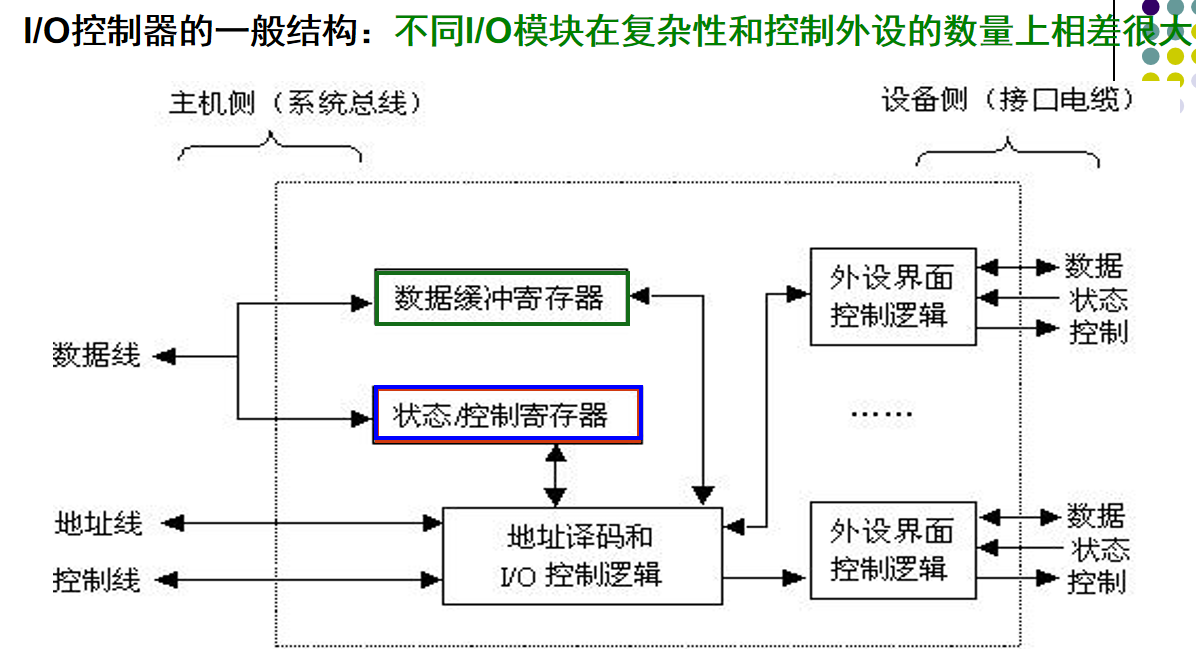 I/O控制器的一般结构：不同I/O模块在复杂性和控制外设的数量上相差很大
主机侧（系统总线）
设备侧（接口电缆）
数据缓冲寄存器
外设界面
控制逻辑
数据
状态
控制
数据线
状态/控制寄存器
……
地址线
控制线
地址译码和
I/O 控制逻辑
外设界面
控制逻辑
数据
状态
控制